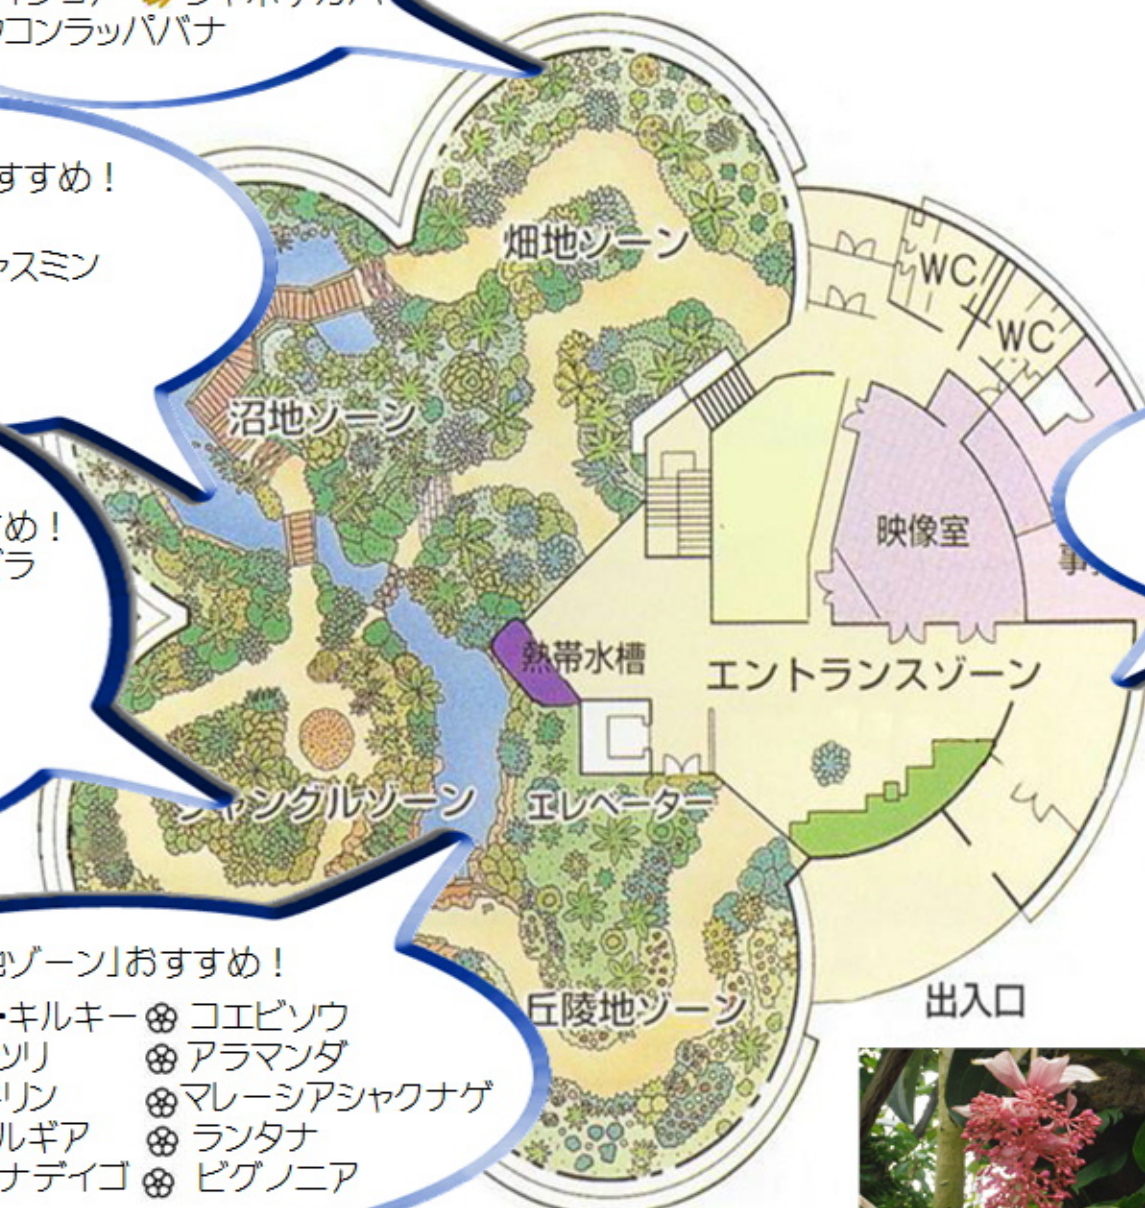 コンラッパバナ
すすめ！
ャスミン
畑地ゾーン
WC
WC
沼地ゾーン
め！
ブラ
映像室
事
熱帯水槽
エントランスゾーン
ジャングルゾーン
エレベーター
ゾーン」おすすめ！
・キルキー コエビソウ
ソリ アラマンダ
リン マレーシアシャクナゲ
ルギア ランタナ
ナデイゴ ビグノニア
丘陵地ゾーン
出入口